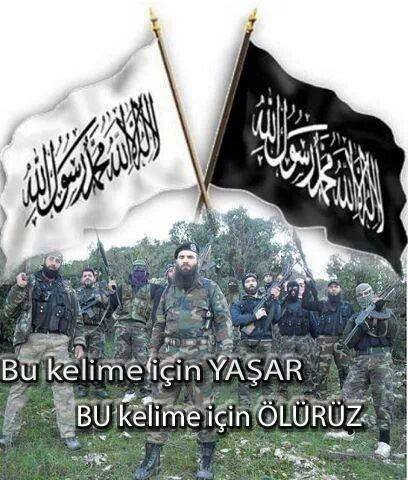 لا إله إلا الله محمد رسول الله
لا إله إلا الله محمد رسول الله
Bu kelime için YAŞAR
BU kelime için ÖLÜRÜZ